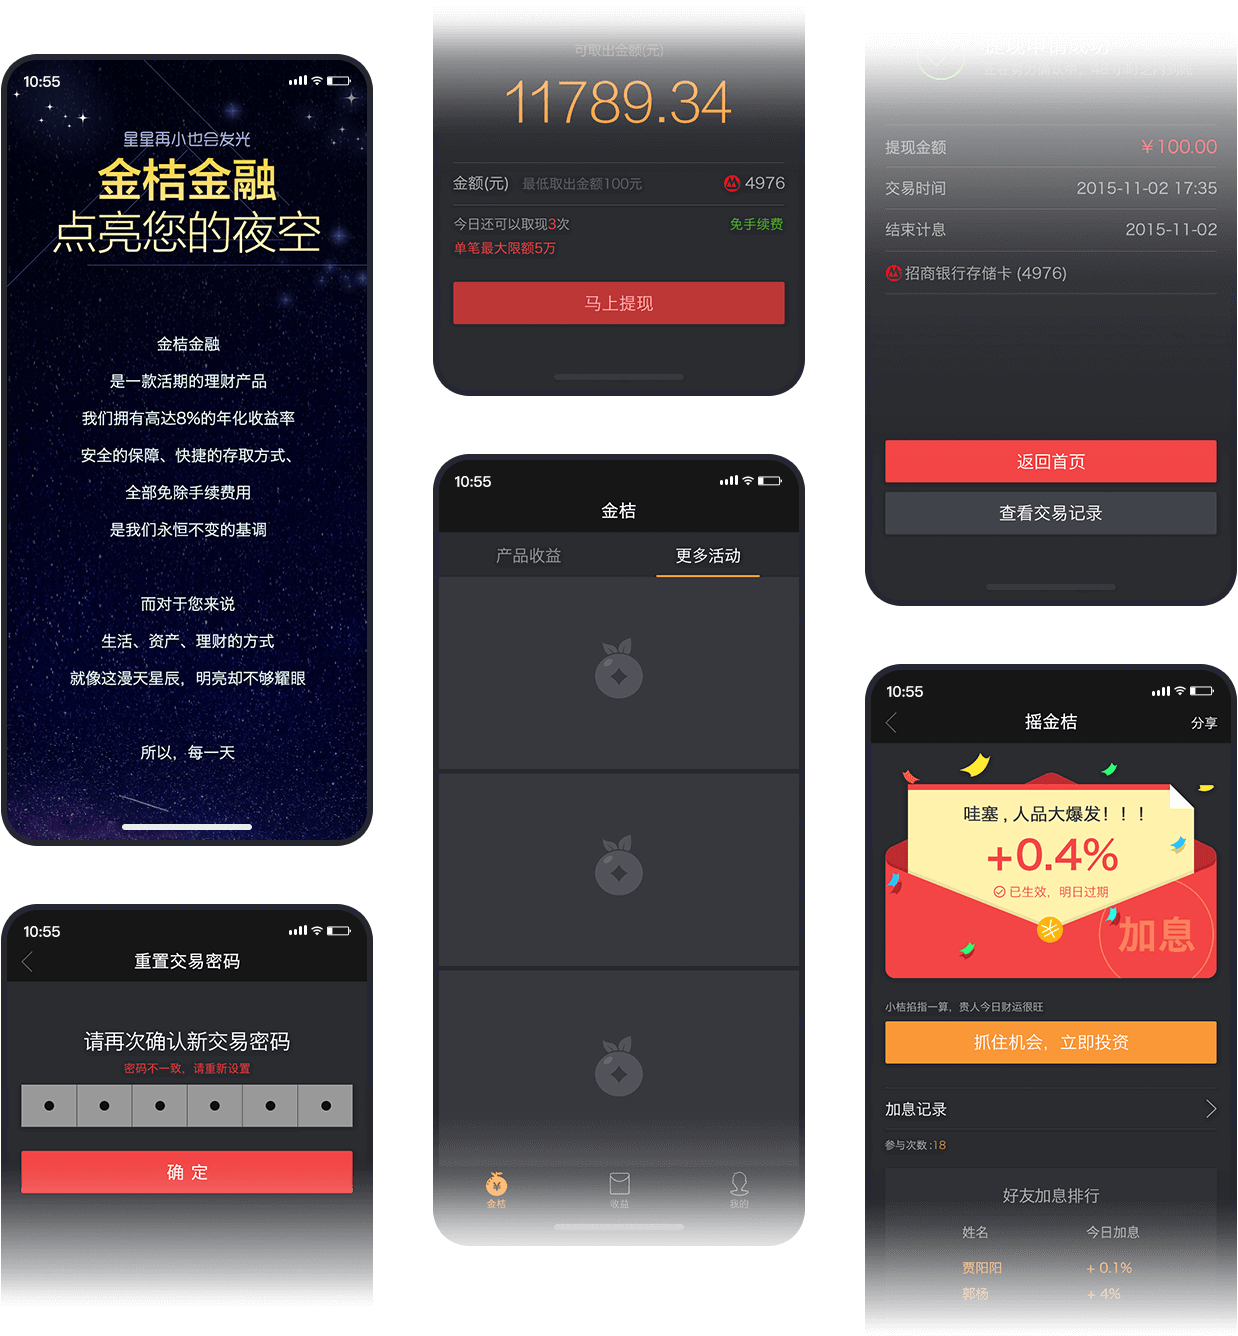 10:55
星星再小也会发光
金桔金融
点亮您的夜空
金桔金融
是一款活期的理财产品
我们拥有高达8%的年化收益率
安全的保障、快捷的存取方式、
全部免除手续费用
是我们永恒不变的基调
而对于您来说
生活、资产、理财的方式
就像这漫天星辰，明亮却不够耀眼
所以，每一天
10:55
重置交易密码
请再次确认新交易密码
密码不一致，请重新设置
确 定
可取出金额(元)
11789.34
金额(元) 最低取出金额100元 4976
今日还可以取现3次 免手续费
单笔最大限额5万
马上提现
10:55
金桔
产品收益 更多活动
金桔 收益 我的
提现申请成功
提现金额 ￥100.00
交易时间 2015-11-02 17:35
结束计息 2015-11-02
招商银行存储卡 (4976)
返回首页
查看交易记录
10:55
摇金桔 分享
哇塞，人品大爆发！！！
+0.4%
已生效，明日过期
加息
小桔掐指一算，贵人今日财运很旺
抓住机会，立即投资
加息记录
参与次数:18
好友加息排行
姓名 今日加息
贾阳阳 + 0.1%
郭杨 + 4%